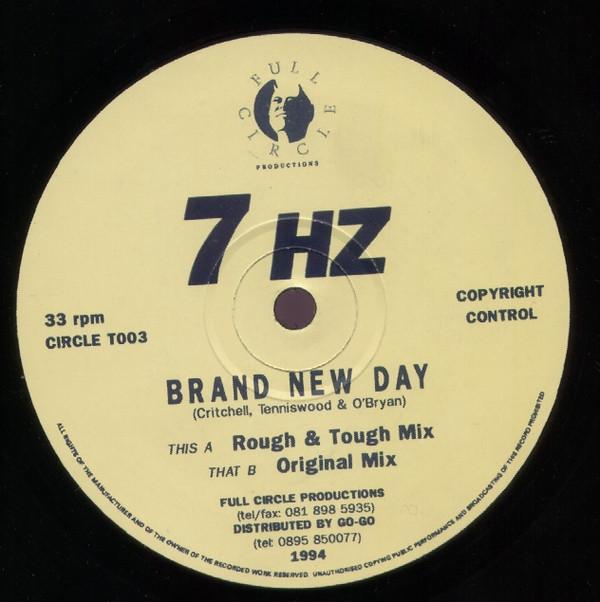 FULL
CIRCLE
PRODUCTIONS
7 HZ
33 rpm
CIRCLE T003
COPYRIGHT
CONTROL
BRAND NEW DAY
(Critchell, Tenniswood & O'Bryan)
THIS A Rough & Tough Mix
THAT B Original Mix
FULL CIRCLE PRODUCTIONS
(tel/fax: 081 898 5935)
DISTRIBUTED BY GO-GO
(tel: 0895 850077)
1994
ALL RIGHTS OF THE MANUFACTURER AND OF THE OWNER OF THE RECORDED WORK RESERVED. UNAUTHORISED COPYING PUBLIC PERFORMANCE AND BROADCASTING OF THIS RECORD PROHIBITED